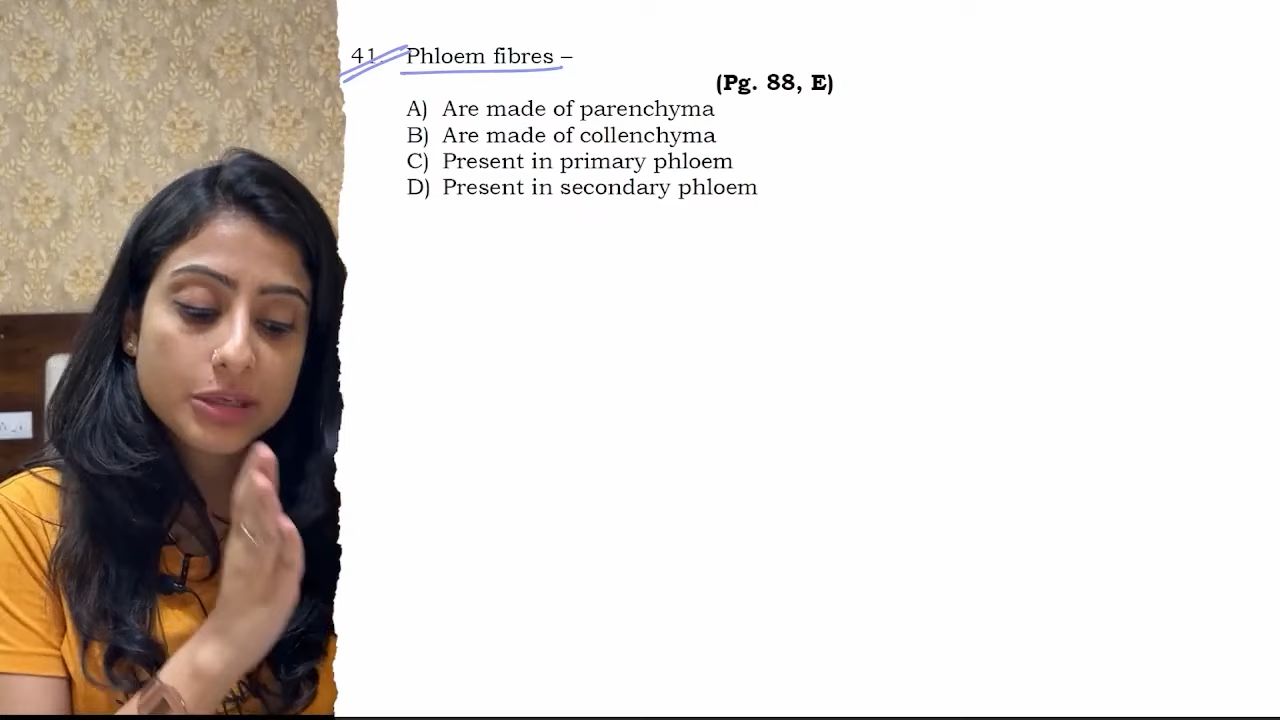 41. Phloem fibres –
(Pg. 88, E)
A) Are made of parenchyma
B) Are made of collenchyma
C) Present in primary phloem
D) Present in secondary phloem